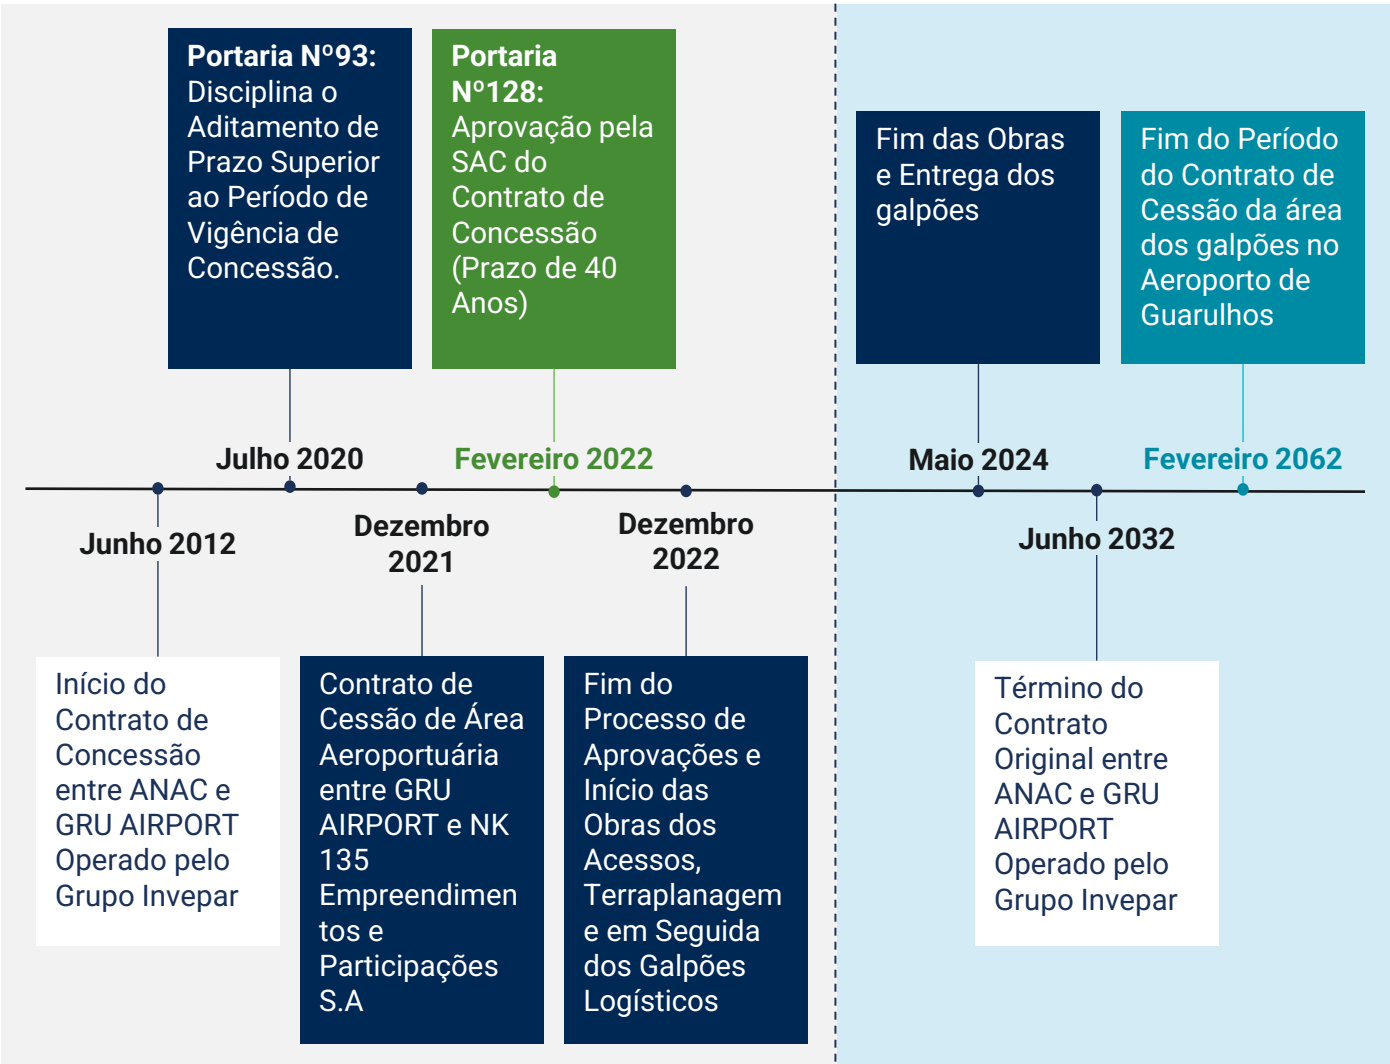 Portaria Nº93:
Disciplina o
Aditamento de
Prazo Superior
ao Período de
Vigência de
Concessão.
Portaria
Nº128:
Aprovação pela
SAC do
Contrato de
Concessão
(Prazo de 40
Anos)
Fim das Obras
e Entrega dos
galpões
Fim do Período
do Contrato de
Cessão da área
dos galpões no
Aeroporto de
Guarulhos
Julho 2020
Fevereiro 2022
Maio 2024
Fevereiro 2062
Junho 2012
Dezembro
2021
Dezembro
2022
Junho 2032
Início do
Contrato de
Concessão
entre ANAC e
GRU AIRPORT
Operado pelo
Grupo Invepar
Contrato de
Cessão de Área
Aeroportuária
entre GRU
AIRPORT e NK
135
Empreendimen
tos e
Participações
S.A
Fim do
Processo de
Aprovações e
Início das
Obras dos
Acessos,
Terraplanagem
e em Seguida
dos Galpões
Logísticos
Término do
Contrato
Original entre
ANAC e GRU
AIRPORT
Operado pelo
Grupo Invepar